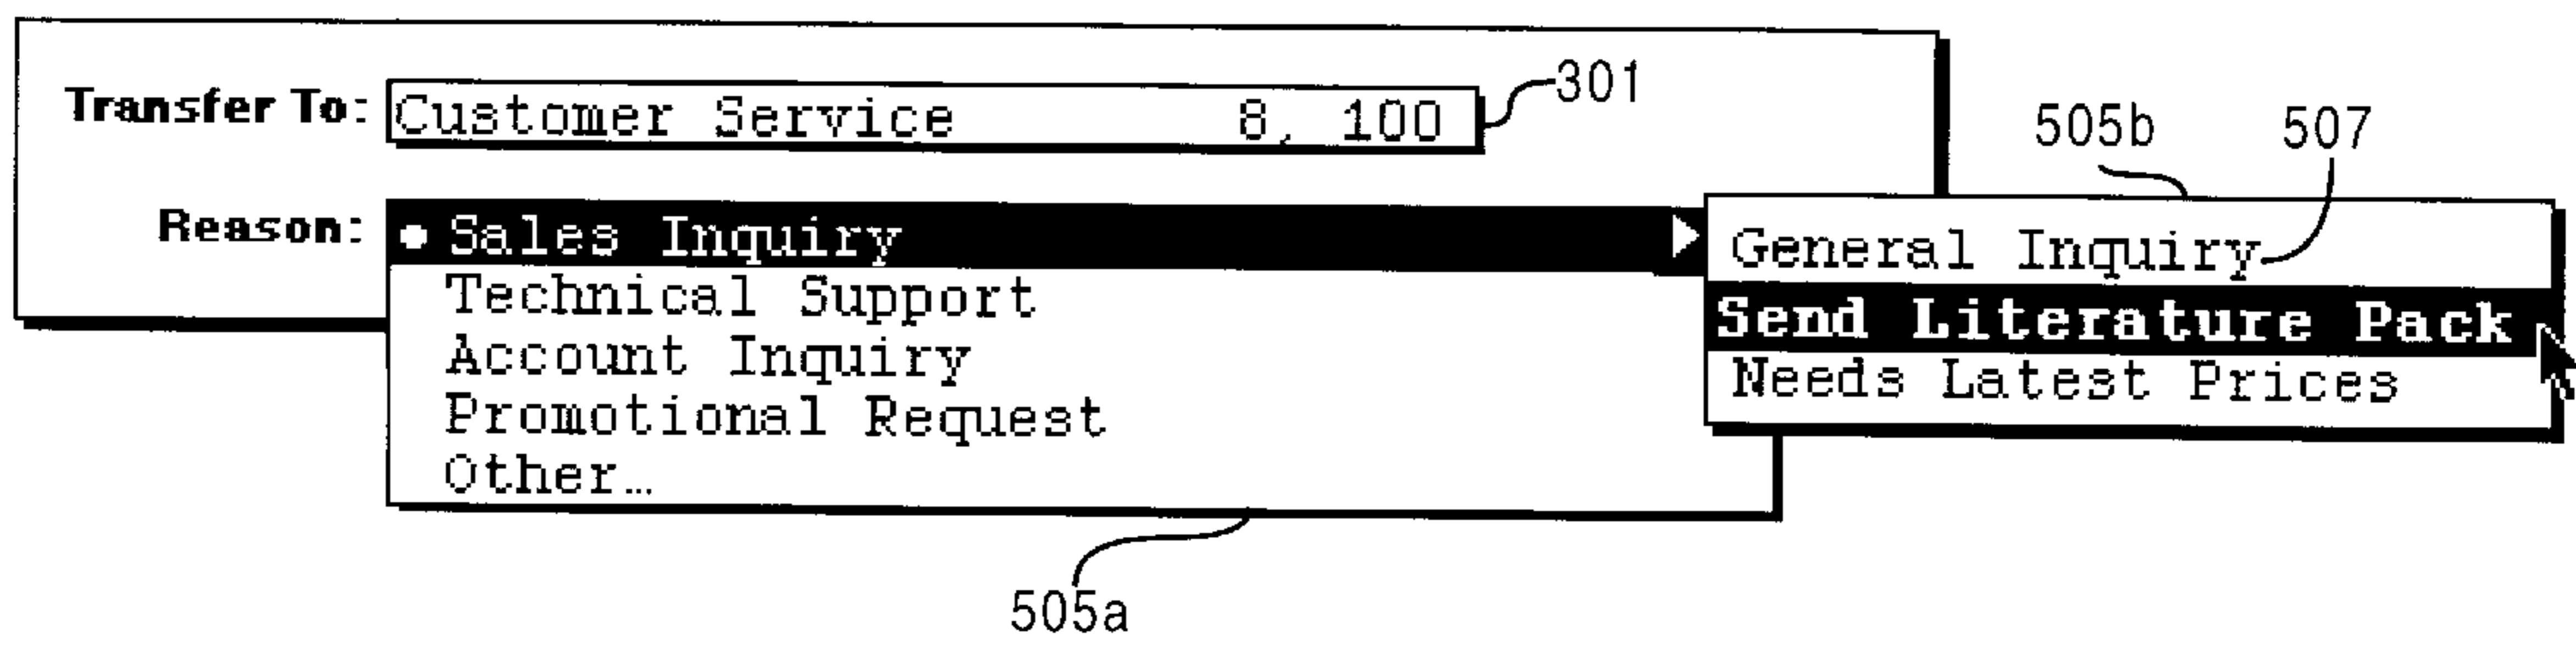 Transfer To: Customer Service 8, 100 301
505b 507
Reason: Sales Inquiry
General Inquiry
Technical Support
Send Literature Pack
Account Inquiry
Needs Latest Prices
Promotional Request
Other…
505a